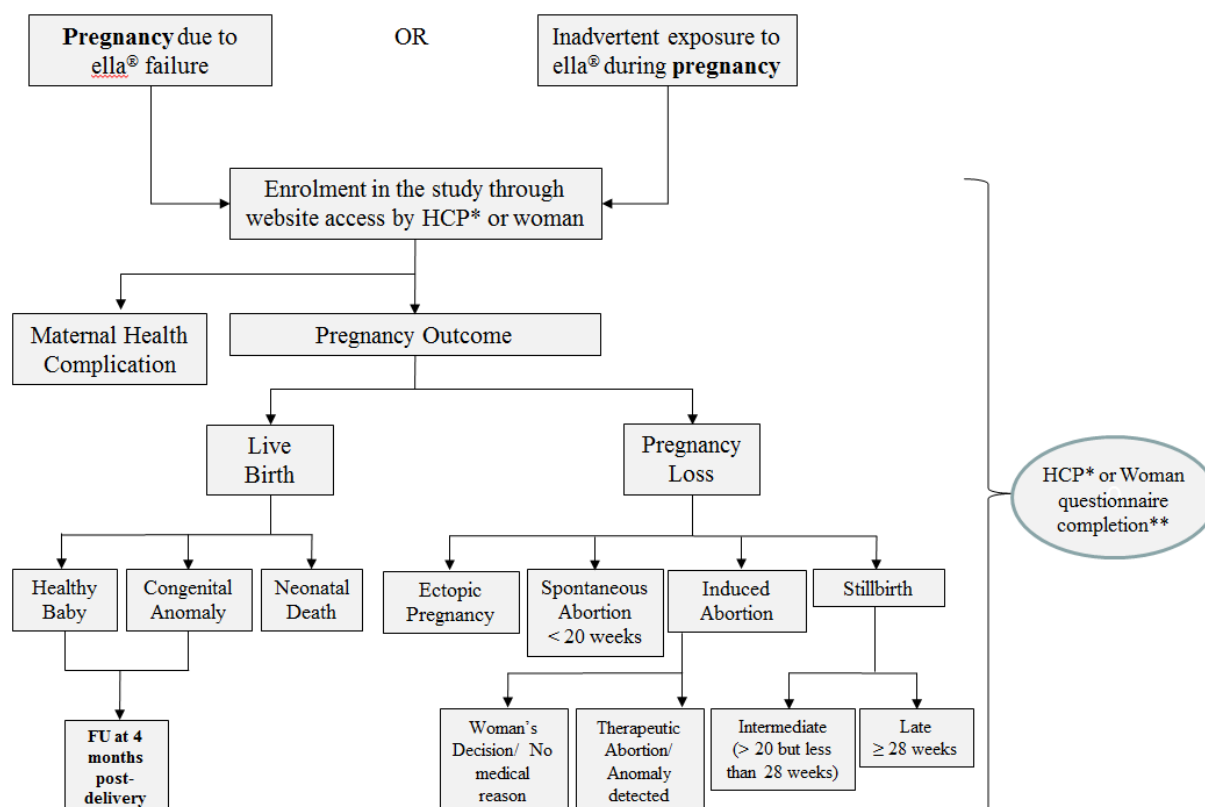 Pregnancy due to
ella® failure
OR
Inadvertent exposure to
ella® during pregnancy
Enrolment in the study through
website access by HCP* or woman
Maternal Health
Complication
Pregnancy Outcome
Live
Birth
Pregnancy
Loss
HCP* or Woman
questionnaire
completion**
Healthy
Baby
Congenital
Anomaly
Neonatal
Death
Ectopic
Pregnancy
Spontaneous
Abortion
< 20 weeks
Induced
Abortion
Stillbirth
FU at 4
months
post-
delivery
Woman's
Decision/ No
medical
reason
Therapeutic
Abortion/
Anomaly
detected
Intermediate
(> 20 but less
than 28 weeks)
Late
≥ 28 weeks